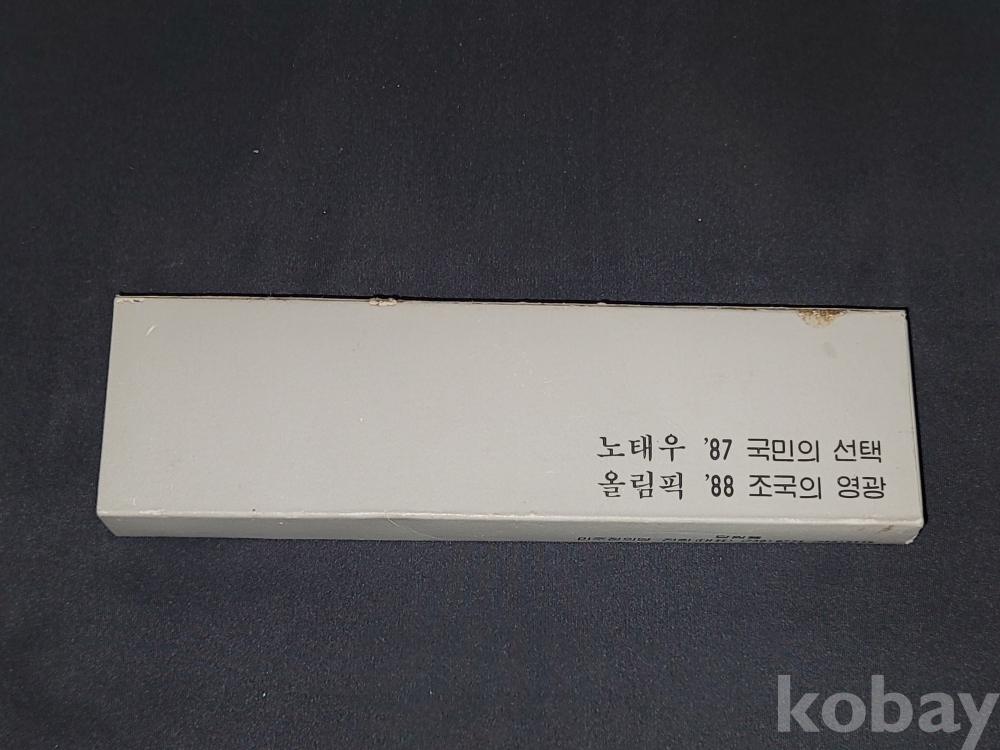 노태우 '87 국민의 선택
올림픽 '88 조국의 영광
kobay